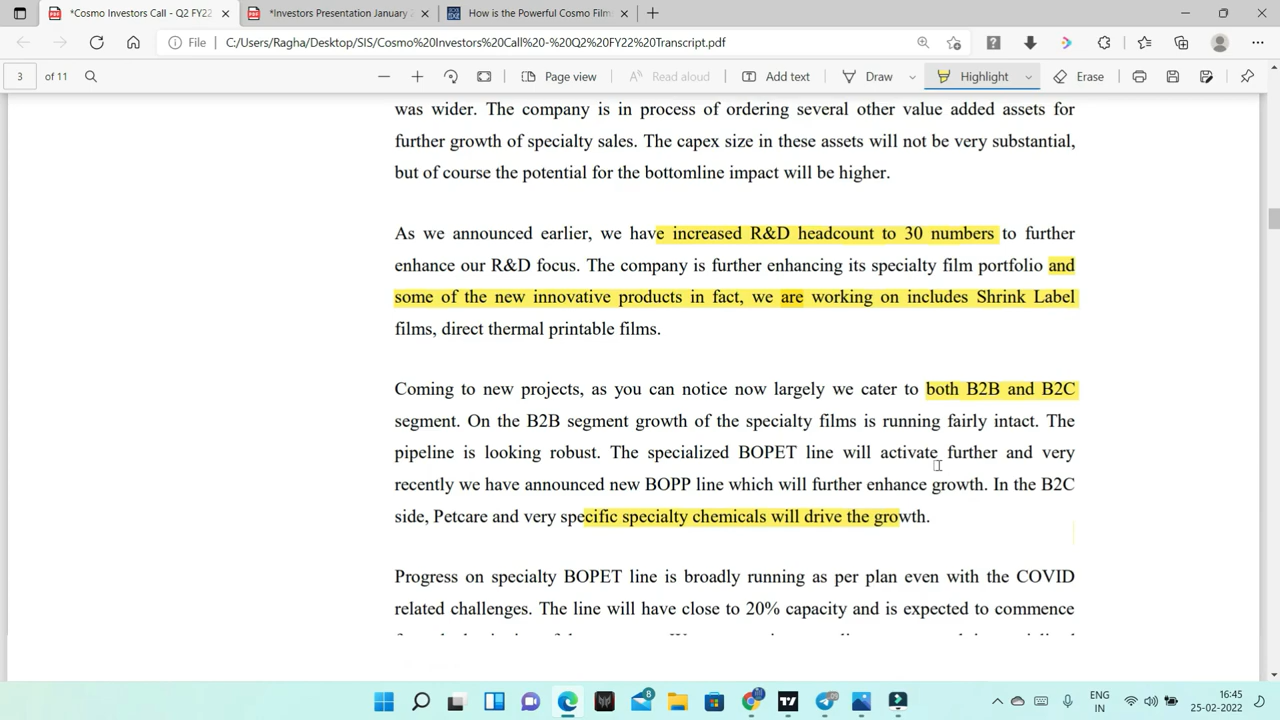 *Cosmo Investors Call - Q2 FY22
*Investors Presentation January 2
How is the Powerful Cosmo Film
File
C:/Users/Ragha/Desktop/SIS/Cosmo%20Investors%20Call%20-%20Q2%20FY22%20Transcript.pdf
3 of 11
Page view
Read aloud
Add text
Draw
Highlight
Erase
was wider. The company is in process of ordering several other value added assets for
further growth of specialty sales. The capex size in these assets will not be very substantial,
but of course the potential for the bottomline impact will be higher.
As we announced earlier, we have increased R&D headcount to 30 numbers to further
enhance our R&D focus. The company is further enhancing its specialty film portfolio and
some of the new innovative products in fact, we are working on includes Shrink Label
films, direct thermal printable films.
Coming to new projects, as you can notice now largely we cater to both B2B and B2C
segment. On the B2B segment growth of the specialty films is running fairly intact. The
pipeline is looking robust. The specialized BOPET line will activate further and very
recently we have announced new BOPP line which will further enhance growth. In the B2C
side, Petcare and very specific specialty chemicals will drive the growth.
Progress on specialty BOPET line is broadly running as per plan even with the COVID
related challenges. The line will have close to 20% capacity and is expected to commence
8
ENG
IN
16:45
25-02-2022